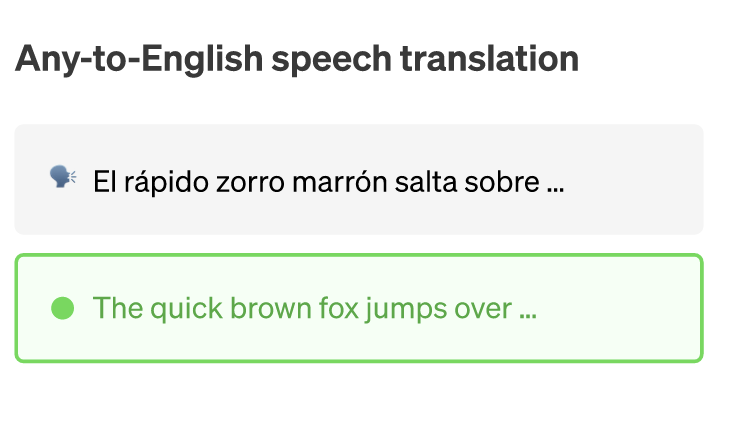 Any-to-English speech translation
El rápido zorro marrón salta sobre ...
The quick brown fox jumps over ...